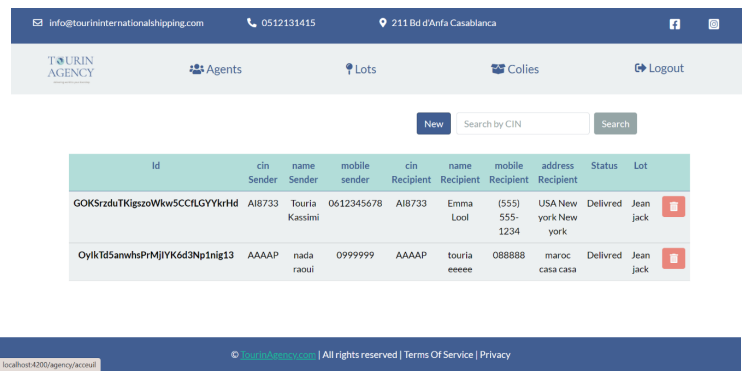 info@tourininternationalshipping.com 0512131415 211 Bd d'Anfa Casablanca
TOURIN
AGENCY
Agents Lots Colies Logout
New Search by CIN Search
Id cin Sender name Sender mobile sender cin Recipient name Recipient mobile Recipient address Recipient Status Lot
GOKSrzduTKigszoWkw5CCfLGYYkrHd AI8733 Touria Kassimi 0612345678 AI8733 Emma Lool (555) 555-1234 USA New york New york Delivred Jean jack
OyIkTd5anwhsPrMjIYK6d3Np1nig13 AAAAP nada raoui 0999999 AAAAP touria eeeee 088888 maroc casa casa Delivred Jean jack
© TourinAgency.com | All rights reserved | Terms Of Service | Privacy
localhost:4200/agency/acceuil